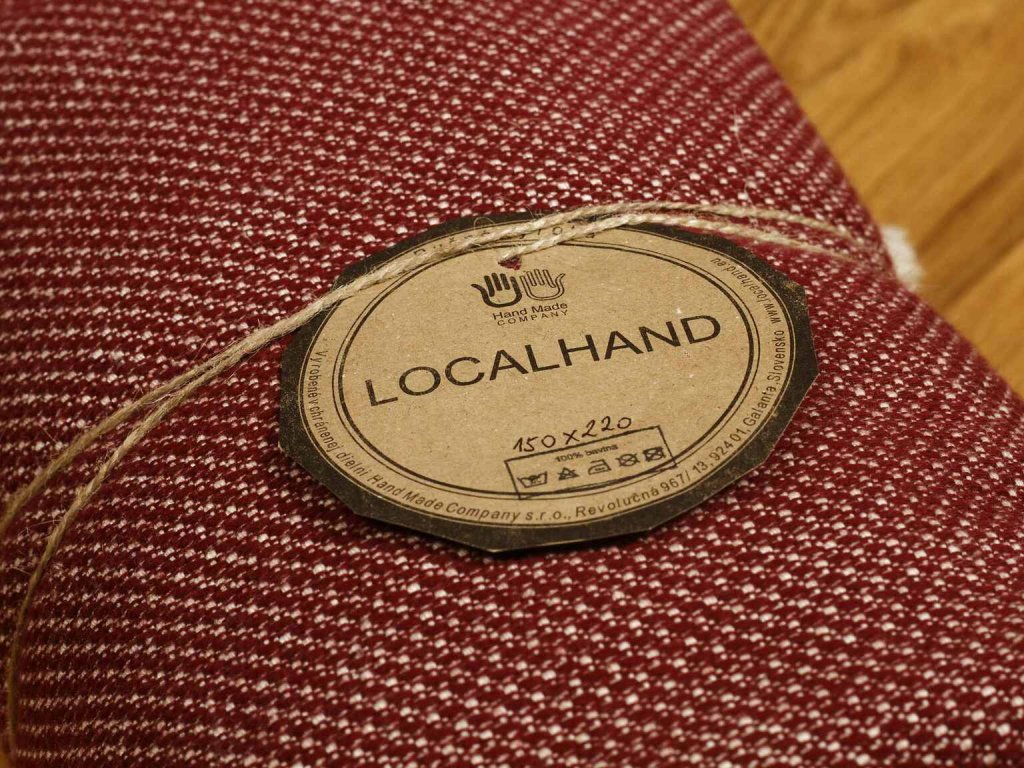 Hand Made
COMPANY
LOCALHAND
150x220
100% bavlna
Vyrobené v chránenej dielni Hand Made Company s.r.o., Revolučná 967/ 13, 924 01 Galanta, Slovensko